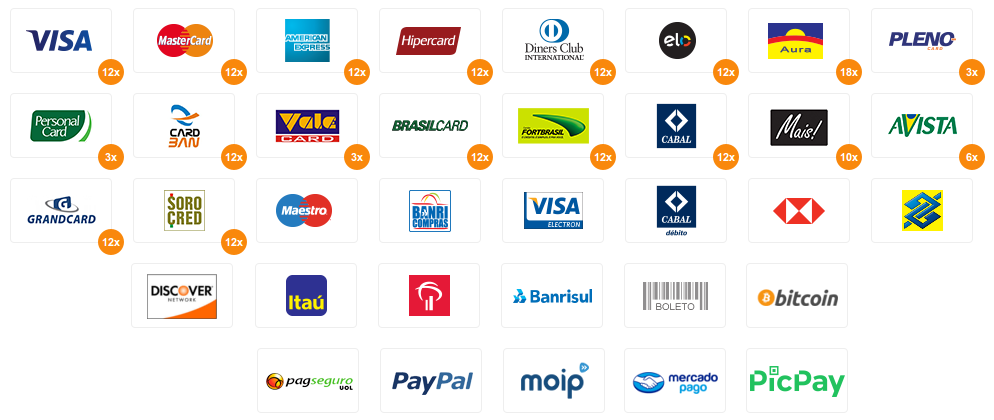 VISA
12x
MasterCard
12x
AMERICAN
EXPRESS
12x
Hipercard
12x
Diners Club
INTERNATIONAL
12x
elo
12x
Aura
18x
PLENO
CARD
3x
Personal
Card
3x
CARD
BAN
12x
Vale
CARD
3x
BRASILCARD
12x
FORTBRASIL
12x
CABAL
12x
Mais!
10x
AVISTA
6x
GRANDCARD
12x
SORO
CRED
12x
Maestro
BANRI
COMPRAS
VISA
ELECTRON
CABAL
débito
DISCOVER
NETWORK
Itaú
Banrisul
BOLETO
bitcoin
pagseguro
UOL
PayPal
moip
mercado
pago
PicPay